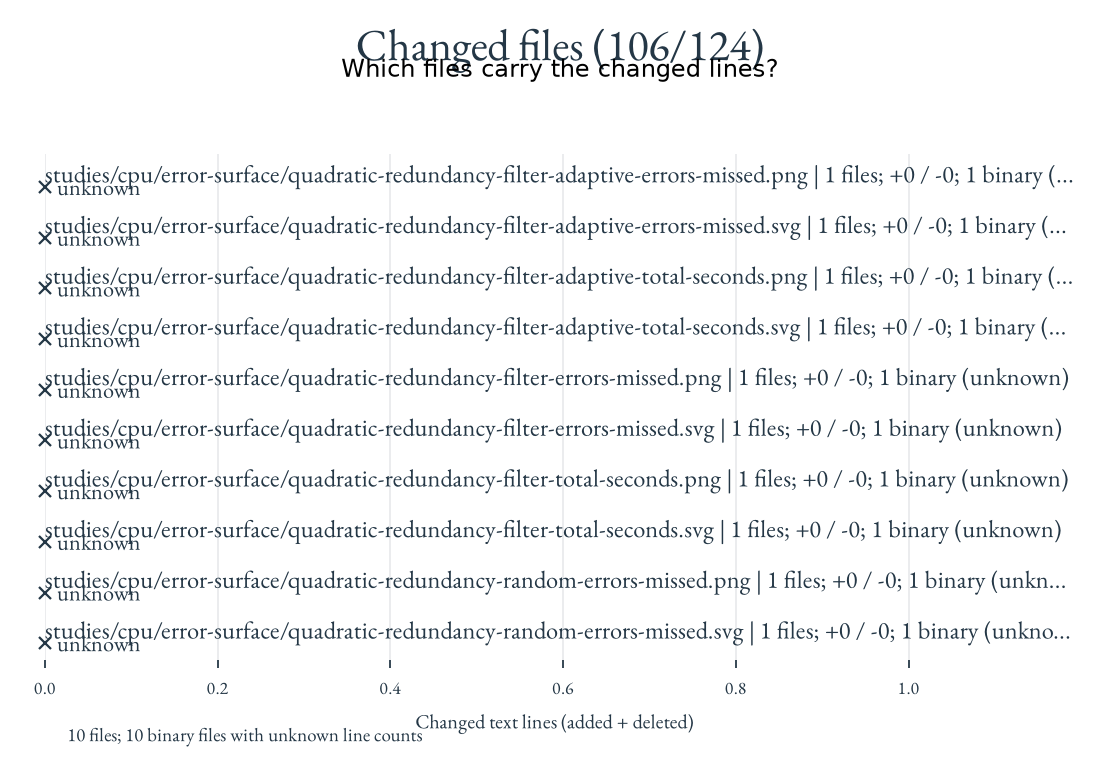 Changed files (106/124)
Which files carry the changed lines?
studies/cpu/error-surface/quadratic-redundancy-filter-adaptive-errors-missed.png | 1 files; +0 / -0; 1 binary (...
× unknown
studies/cpu/error-surface/quadratic-redundancy-filter-adaptive-errors-missed.svg | 1 files; +0 / -0; 1 binary (...
× unknown
studies/cpu/error-surface/quadratic-redundancy-filter-adaptive-total-seconds.png | 1 files; +0 / -0; 1 binary (...
× unknown
studies/cpu/error-surface/quadratic-redundancy-filter-adaptive-total-seconds.svg | 1 files; +0 / -0; 1 binary (...
× unknown
studies/cpu/error-surface/quadratic-redundancy-filter-errors-missed.png | 1 files; +0 / -0; 1 binary (unknown)
× unknown
studies/cpu/error-surface/quadratic-redundancy-filter-errors-missed.svg | 1 files; +0 / -0; 1 binary (unknown)
× unknown
studies/cpu/error-surface/quadratic-redundancy-filter-total-seconds.png | 1 files; +0 / -0; 1 binary (unknown)
× unknown
studies/cpu/error-surface/quadratic-redundancy-filter-total-seconds.svg | 1 files; +0 / -0; 1 binary (unknown)
× unknown
studies/cpu/error-surface/quadratic-redundancy-random-errors-missed.png | 1 files; +0 / -0; 1 binary (unkn...
× unknown
studies/cpu/error-surface/quadratic-redundancy-random-errors-missed.svg | 1 files; +0 / -0; 1 binary (unkno...
× unknown
0.0 0.2 0.4 0.6 0.8 1.0
Changed text lines (added + deleted)
10 files; 10 binary files with unknown line counts